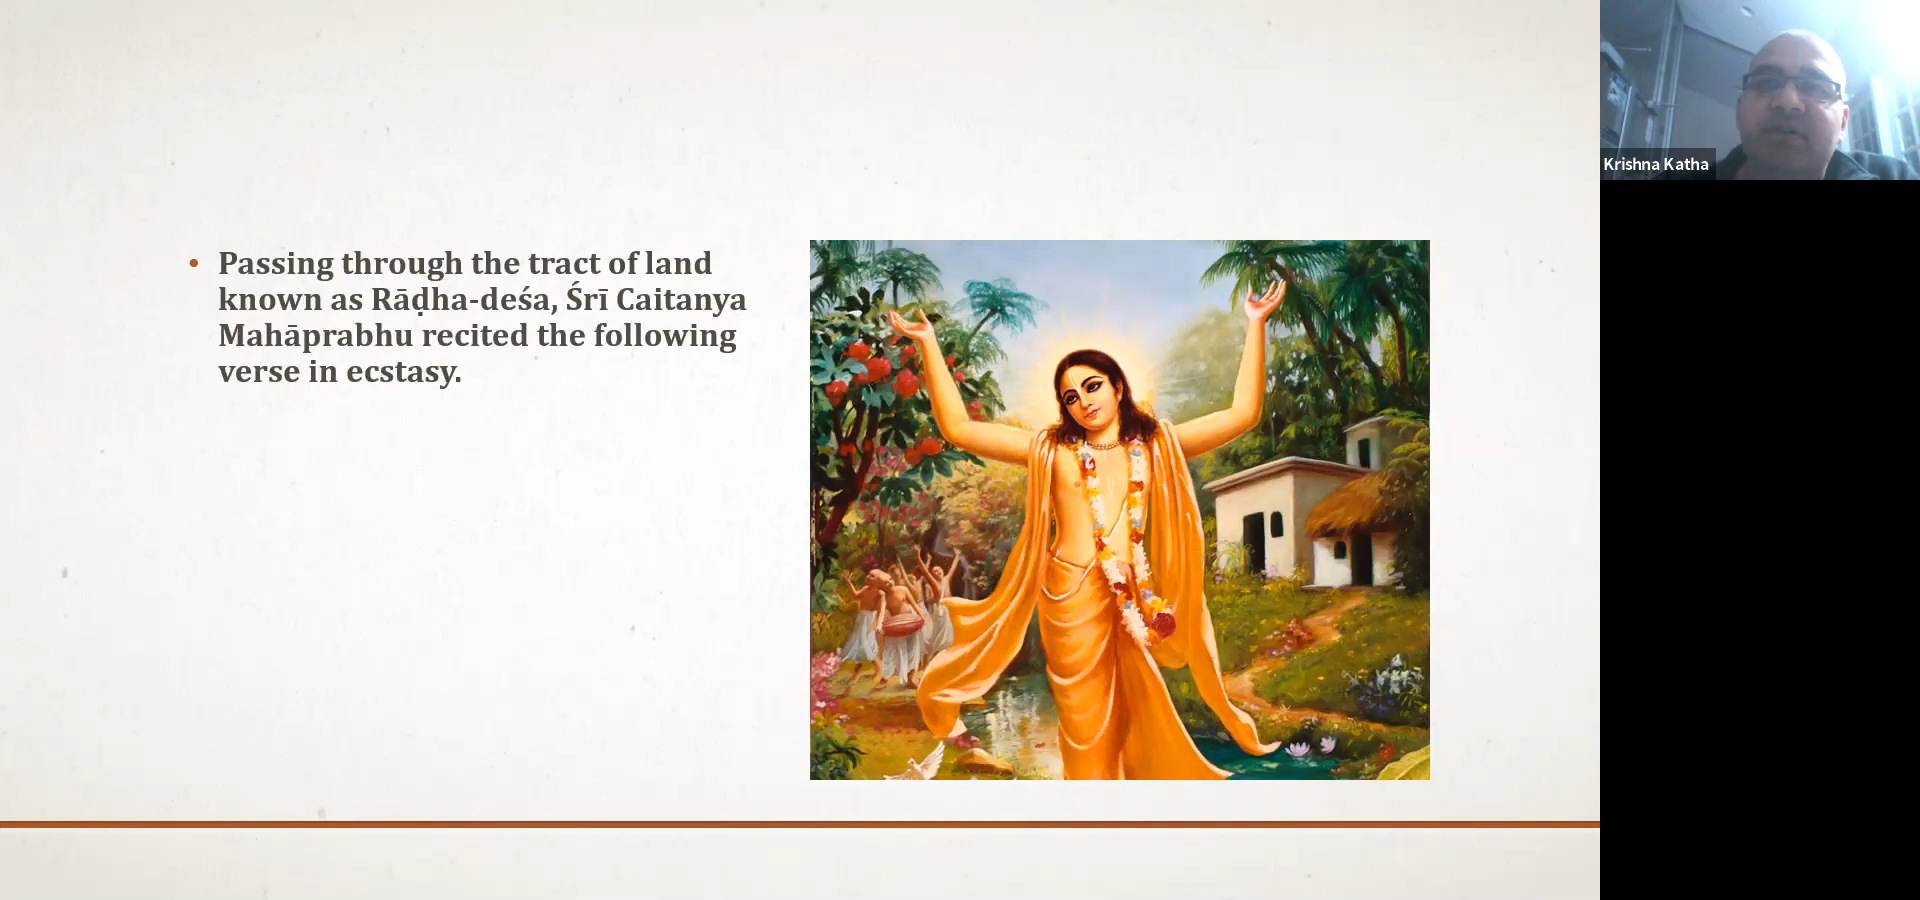 • Passing through the tract of land
known as Rāḍha-deśa, Śrī Caitanya
Mahāprabhu recited the following
verse in ecstasy.
Krishna Katha